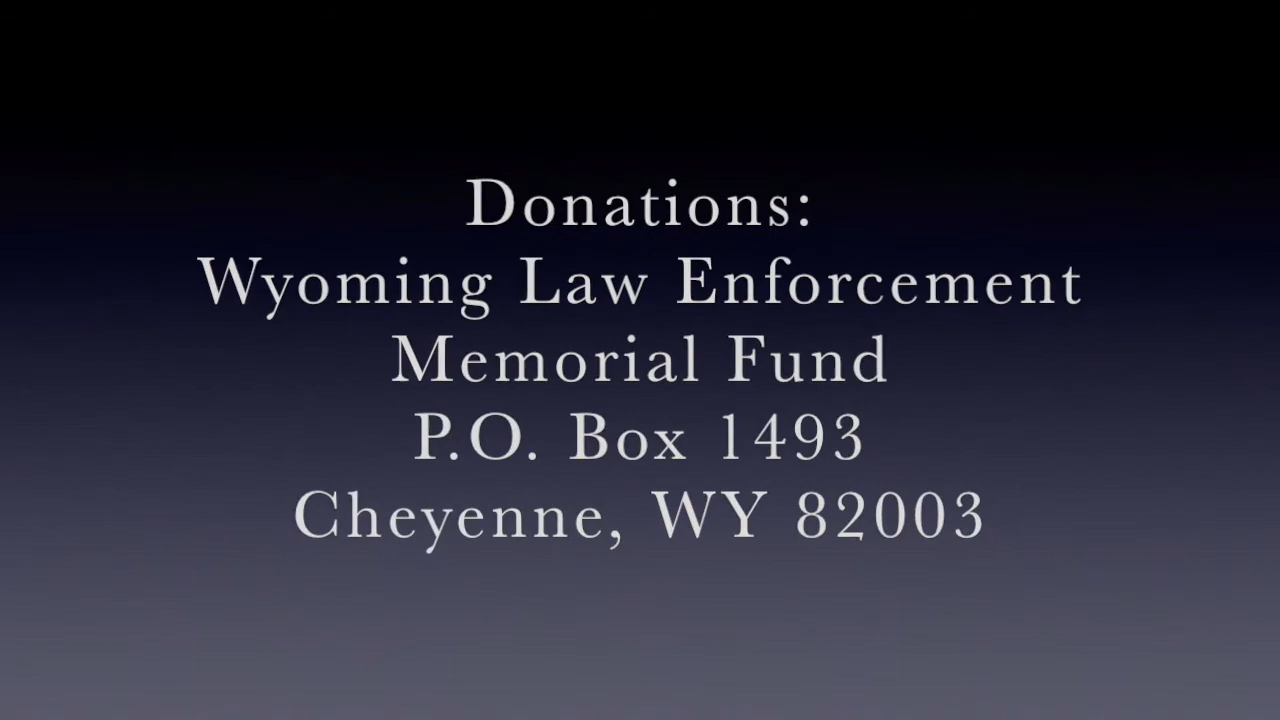 Donations:
Wyoming Law Enforcement
Memorial Fund
P.O. Box 1493
Cheyenne, WY 82003